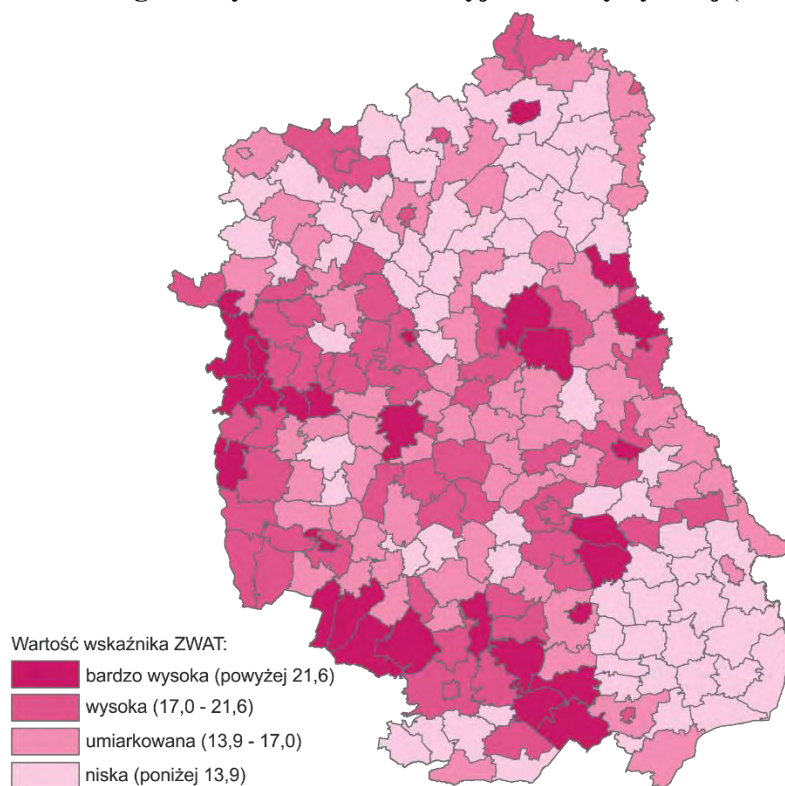 Wartość wskaźnika ZWAT:
bardzo wysoka (powyżej 21,6)
wysoka (17,0 - 21,6)
umiarkowana (13,9 - 17,0)
niska (poniżej 13,9)